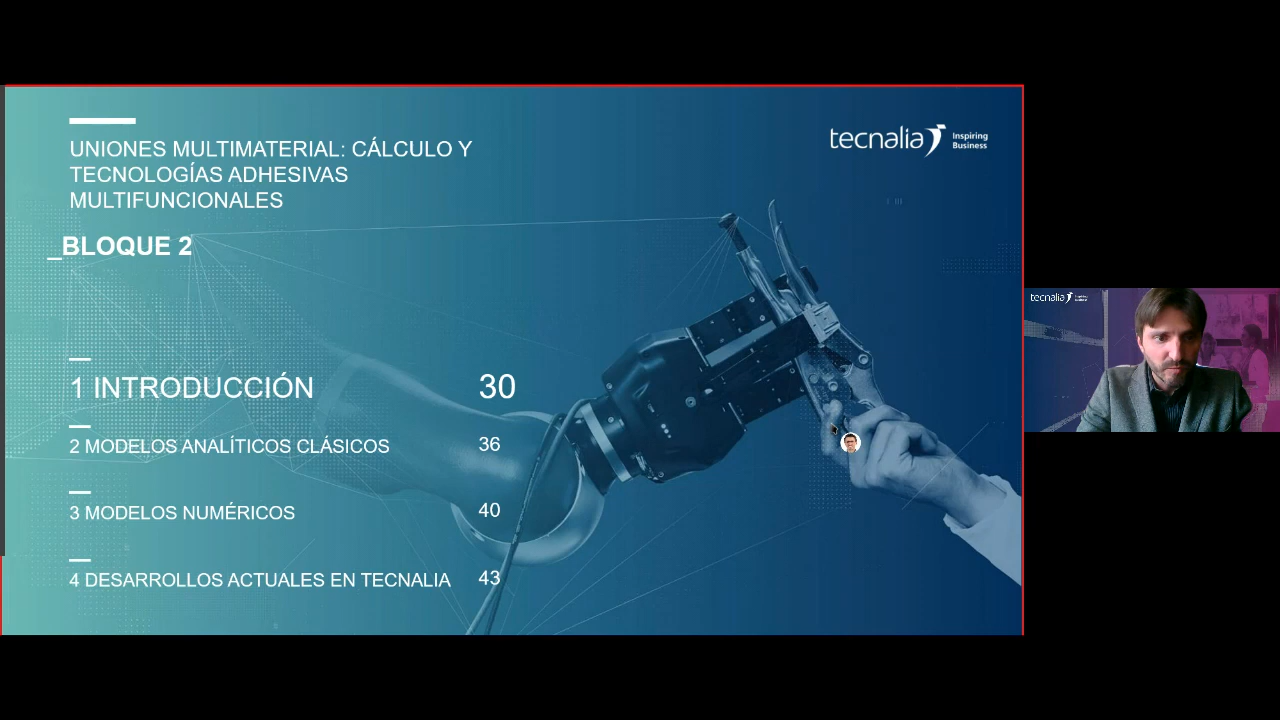 UNIONES MULTIMATERIAL: CÁLCULO Y
TECNOLOGÍAS ADHESIVAS
MULTIFUNCIONALES
_BLOQUE 2
tecnalia Inspiring
Business
1 INTRODUCCIÓN 30
2 MODELOS ANALÍTICOS CLÁSICOS 36
3 MODELOS NUMÉRICOS 40
4 DESARROLLOS ACTUALES EN TECNALIA 43
tecnalia